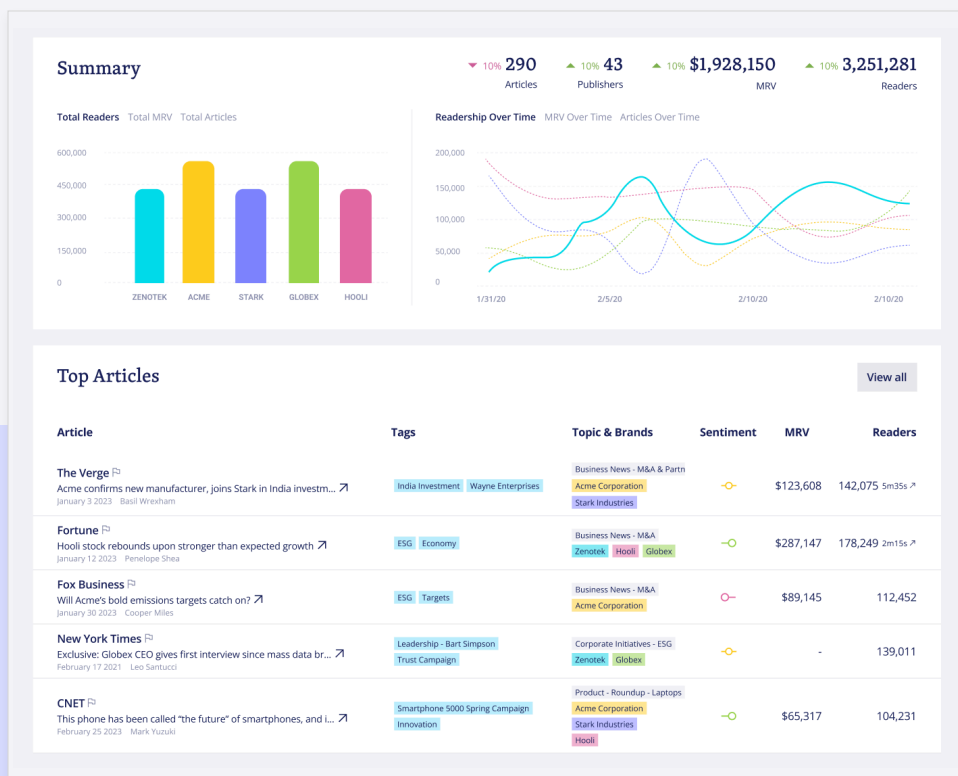 Summary
10% 290
Articles
10% 43
Publishers
10% $1,928,150
MRV
10% 3,251,281
Readers
Total Readers Total MRV Total Articles
600,000
450,000
300,000
150,000
0
ZENOTEK ACME STARK GLOBEX HOOLI
Readership Over Time MRV Over Time Articles Over Time
200,000
150,000
100,000
50,000
0
1/31/20 2/5/20 2/10/20 2/10/20
Top Articles
View all
Article Tags Topic & Brands Sentiment MRV Readers
The Verge
Acme confirms new manufacturer, joins Stark in India investm...
January 3 2023 Basil Wrexham
India Investment Wayne Enterprises
Business News - M&A & Partn
Acme Corporation
Stark Industries
$123,608
142,075 5m35s
Fortune
Hooli stock rebounds upon stronger than expected growth
January 12 2023 Penelope Shea
ESG Economy
Business News - M&A
Zenotek Hooli Globex
$287,147
178,249 2m15s
Fox Business
Will Acme's bold emissions targets catch on?
January 30 2023 Cooper Miles
ESG Targets
Business News - M&A
Acme Corporation
$89,145
112,452
New York Times
Exclusive: Globex CEO gives first interview since mass data br...
February 17 2021 Leo Santucci
Leadership - Bart Simpson
Trust Campaign
Corporate Initiatives - ESG
Zenotek Globex
-
139,011
CNET
This phone has been called “the future” of smartphones, and i...
February 25 2023 Mark Yuzuki
Smartphone 5000 Spring Campaign
Innovation
Product - Roundup - Laptops
Acme Corporation
Stark Industries
Hooli
$65,317
104,231